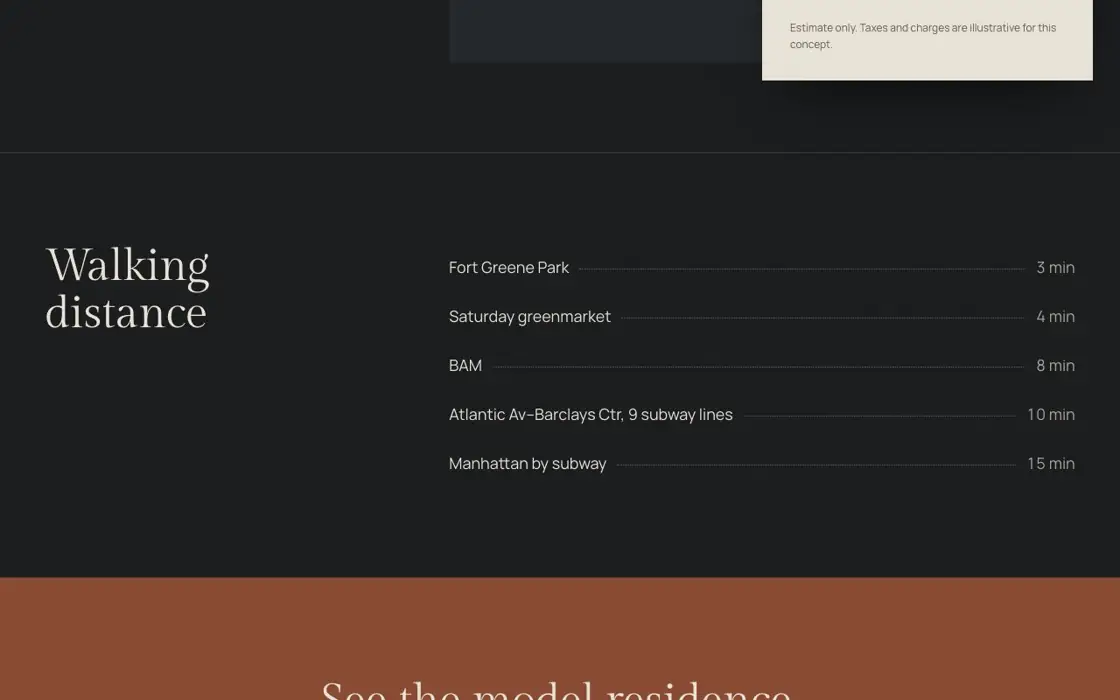 Estimate only. Taxes and charges are illustrative for this
concept.
Walking
distance
Fort Greene Park 3 min
Saturday greenmarket 4 min
BAM 8 min
Atlantic Av–Barclays Ctr, 9 subway lines 10 min
Manhattan by subway 15 min
See the model residence